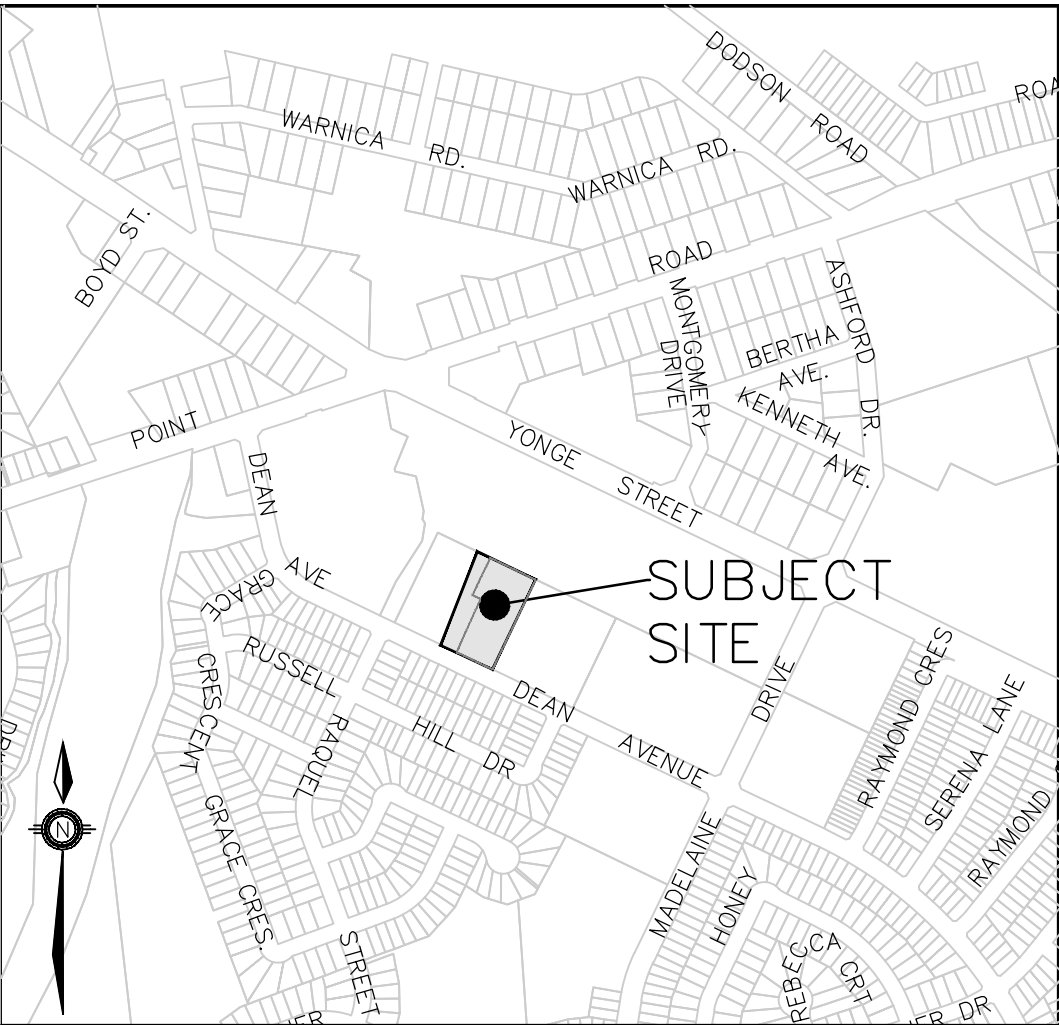 DODSON
ROAD
WARNICA
RD.
WARNICA
RD.
BOYD ST.
ROAD
MONTGOMERY
DRIVE
ASHFORD
DR.
BERTHA
AVE.
KENNETH
AVE.
POINT
YONGE
STREET
DEAN
AVE
GRACE
CRESCENT
SUBJECT
SITE
RUSSELL
HILL
DR
RAQUEL
STREET
DEAN
AVENUE
DRIVE
RAYMOND CRES
SERENA LANE
RAYMOND
GRACE CRES.
MADELAINE
HONEY
REBECCA
CRT
DR
N